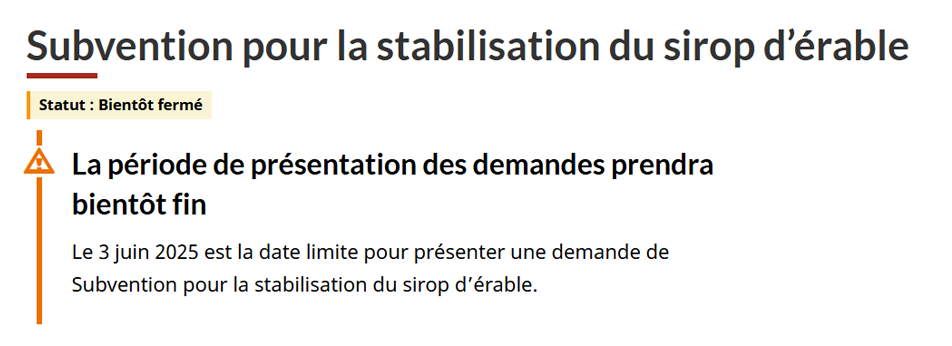 Subvention pour la stabilisation du sirop d’érable
Statut : Bientôt fermé
La période de présentation des demandes prendra
bientôt fin
Le 3 juin 2025 est la date limite pour présenter une demande de
Subvention pour la stabilisation du sirop d’érable.